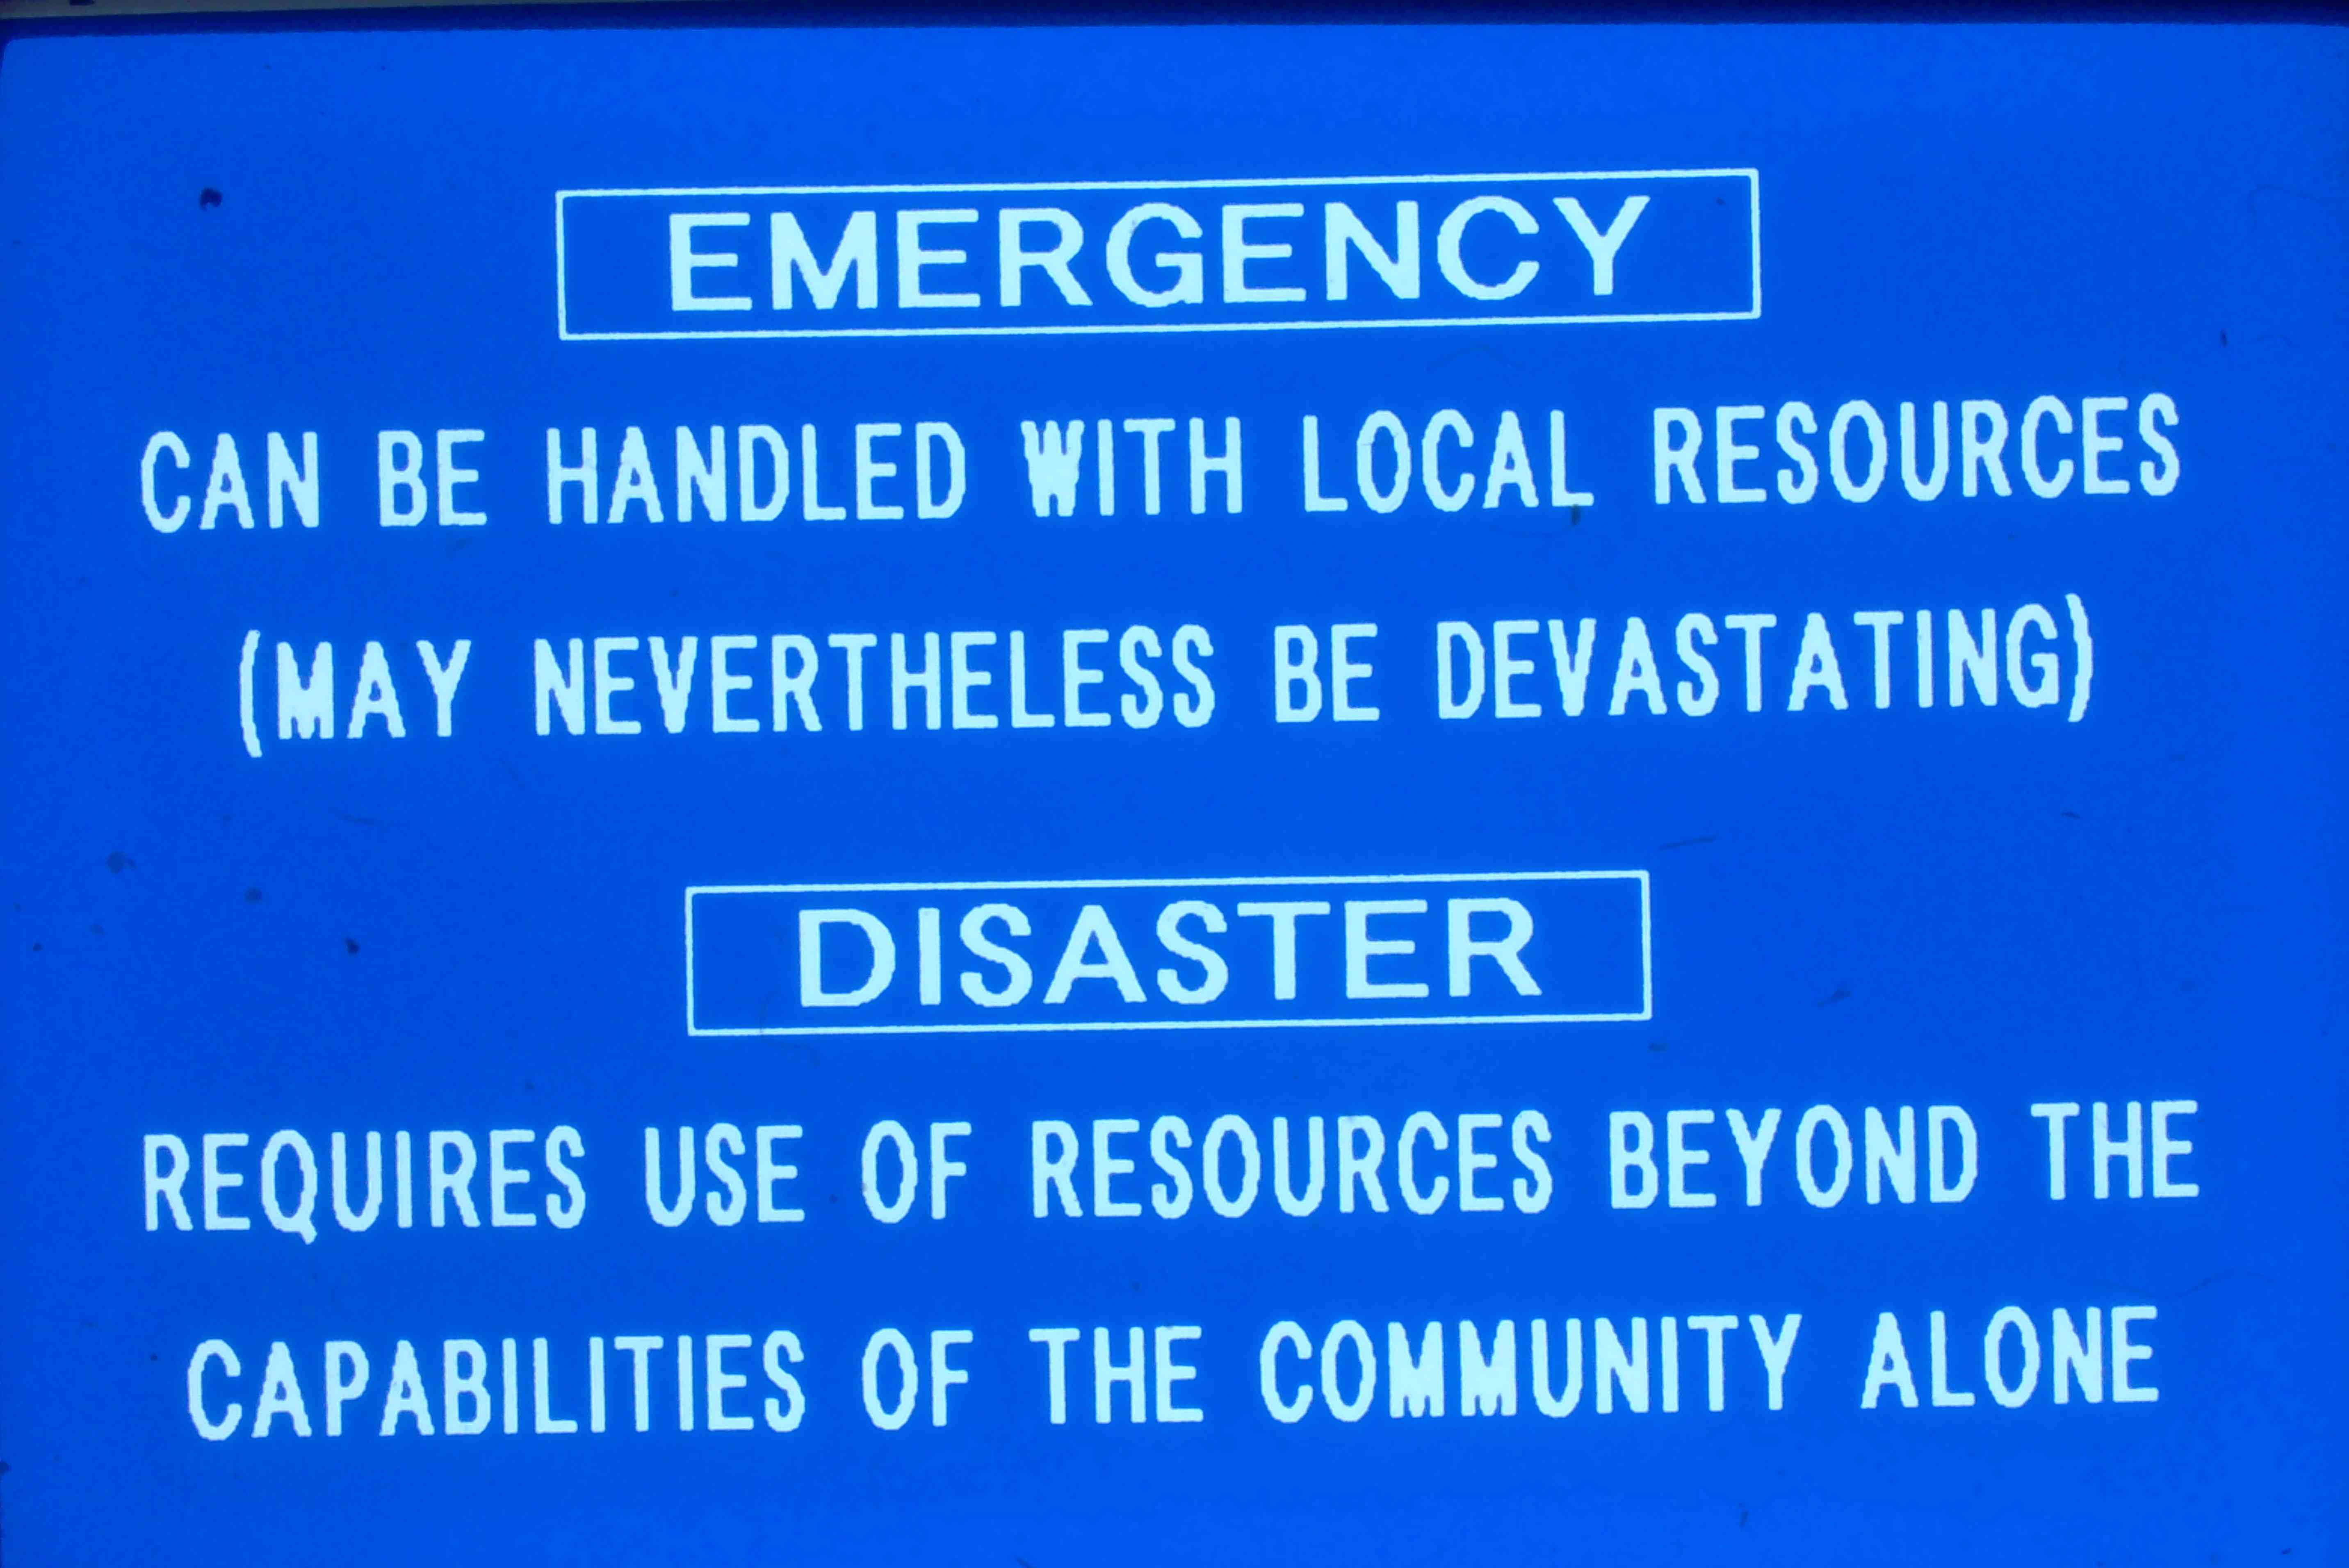 EMERGENCY
CAN BE HANDLED WITH LOCAL RESOURCES
(MAY NEVERTHELESS BE DEVASTATING)
DISASTER
REQUIRES USE OF RESOURCES BEYOND THE
CAPABILITIES OF THE COMMUNITY ALONE